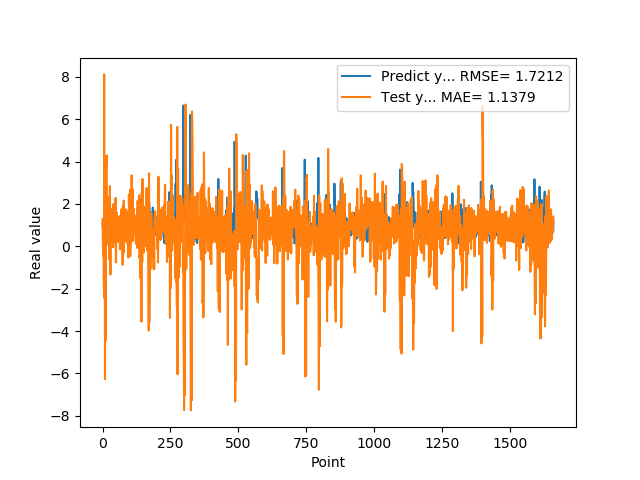 Predict y... RMSE= 1.7212
Test y... MAE= 1.1379
8
6
4
2
0
−2
−4
−6
−8
Real value
0 250 500 750 1000 1250 1500
Point